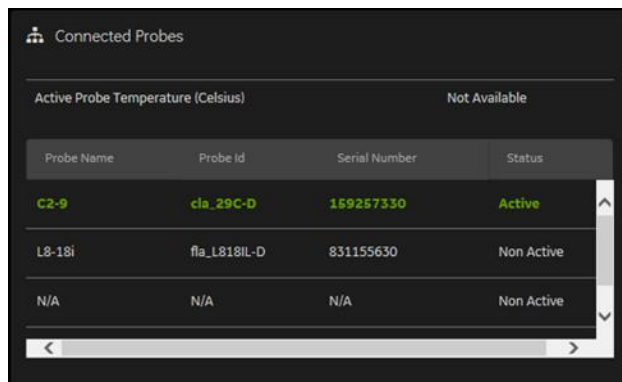 Connected Probes
Active Probe Temperature (Celsius) Not Available
Probe Name Probe Id Serial Number Status
C2-9 cla_29C-D 159257330 Active
L8-18i fla_L818IL-D 831155630 Non Active
N/A N/A N/A Non Active